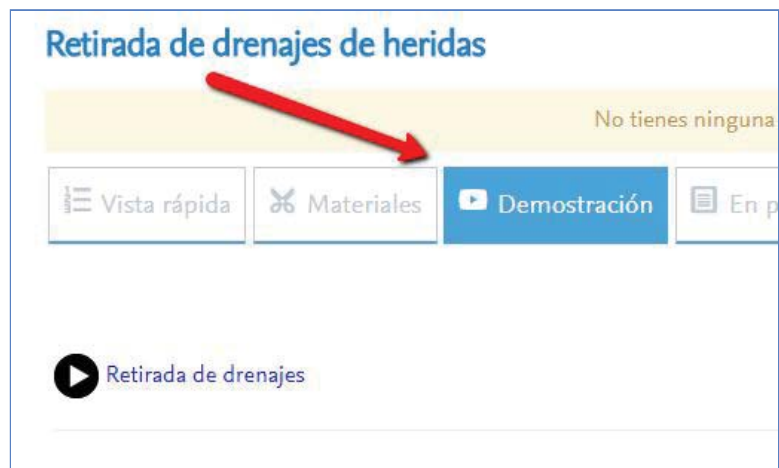 Retirada de drenajes de heridas
No tienes ninguna
Vista rápida Materiales Demostración En p
Retirada de drenajes